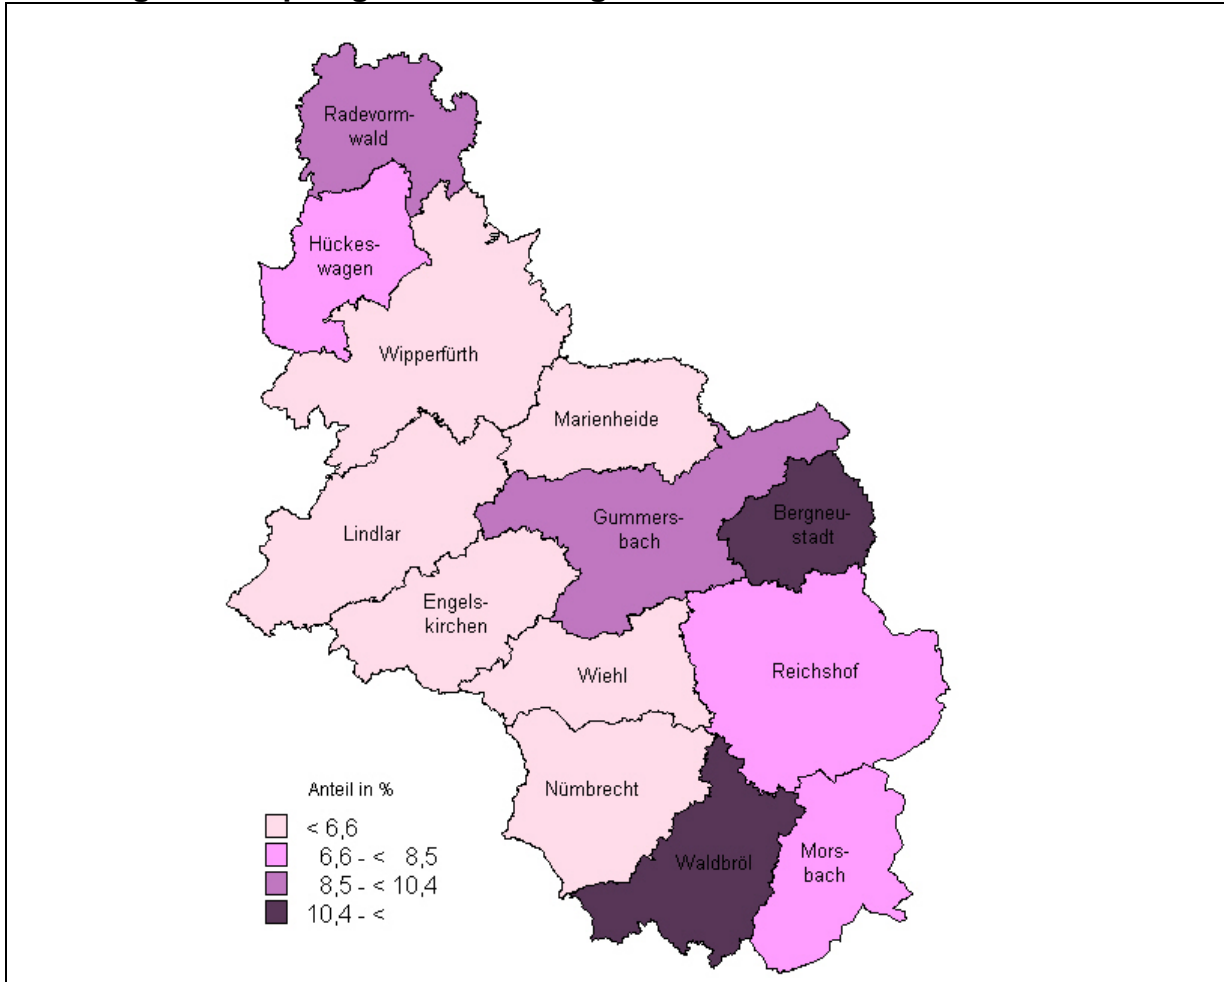 Radevorm-
wald
Hückes-
wagen
Wipperfürth
Marienheide
Gummers-
bach
Bergneu-
stadt
Lindlar
Engels-
kirchen
Wiehl
Reichshof
Nümbrecht
Waldbröl
Mors-
bach
Anteil in %
< 6,6
6,6 - < 8,5
8,5 - < 10,4
10,4 - <